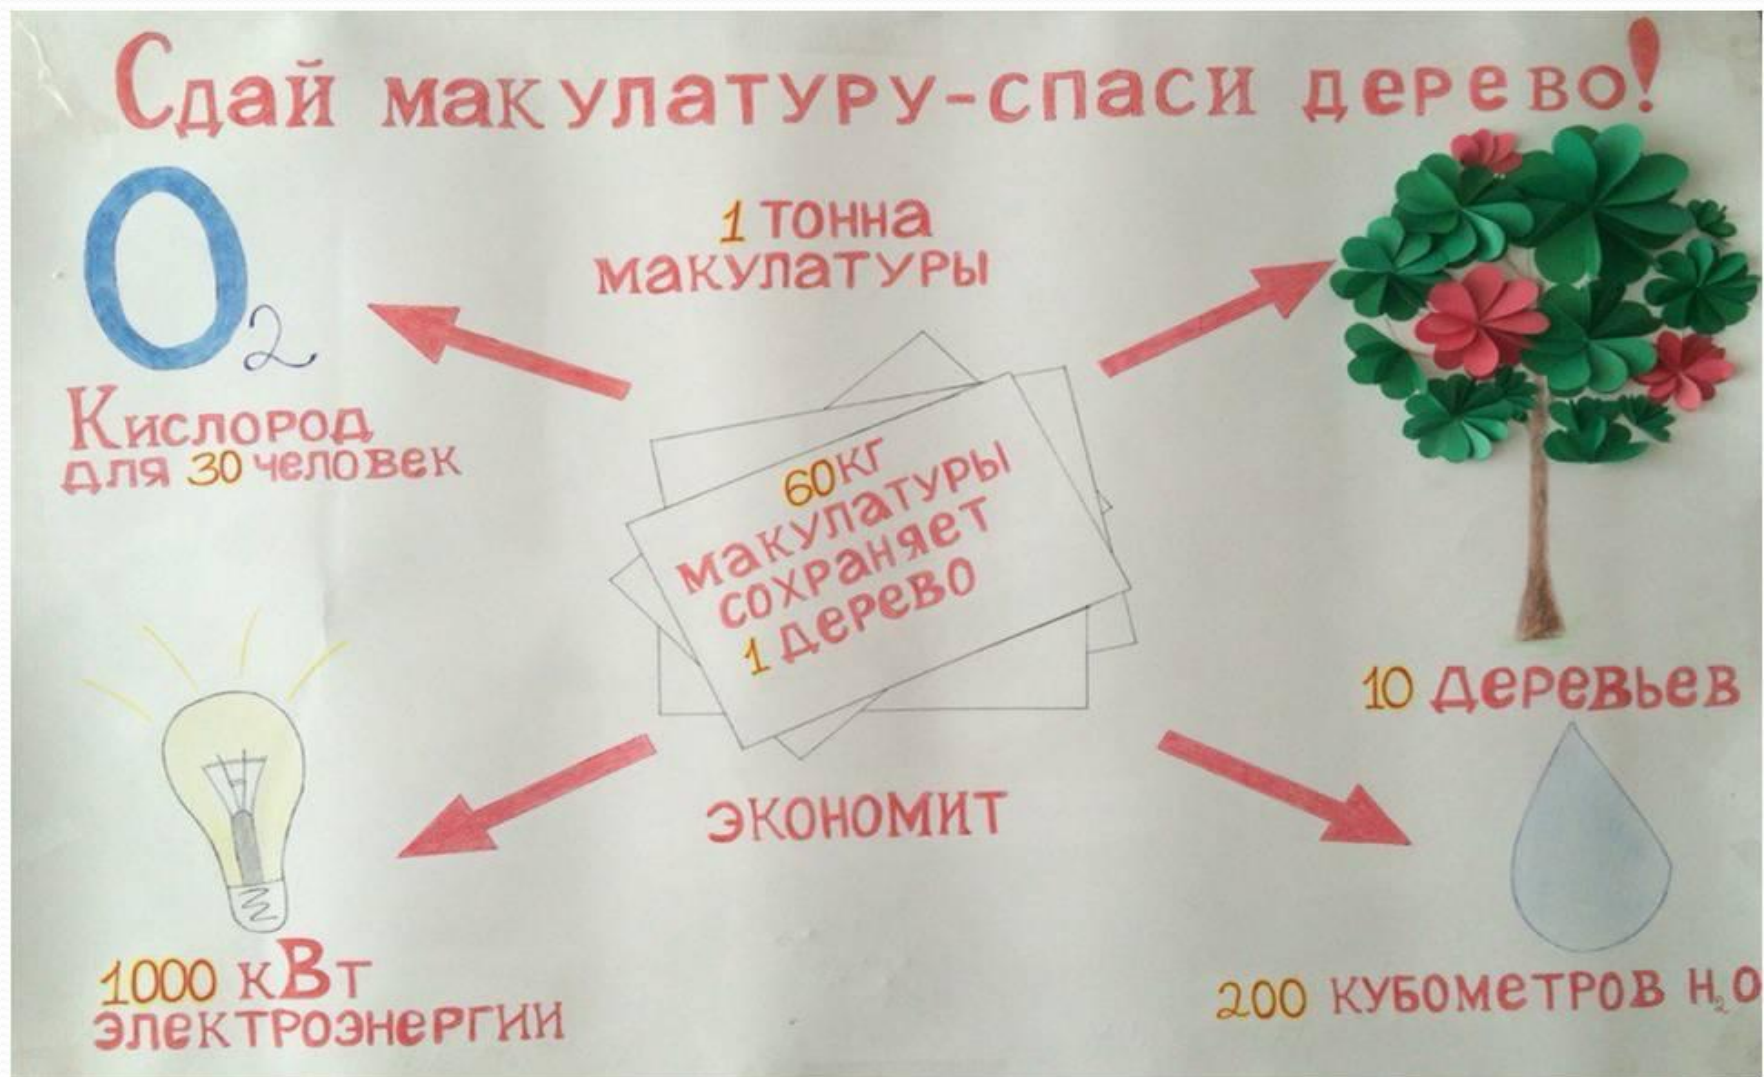 Сдай макулатуру-спаси дерево!
O2
Кислород
для 30 человек
1 тонна
макулатуры
60кг
макулатуры
сохраняет
1 дерево
10 деревьев
экономит
1000 кВт
электроэнергии
200 кубометров H2O